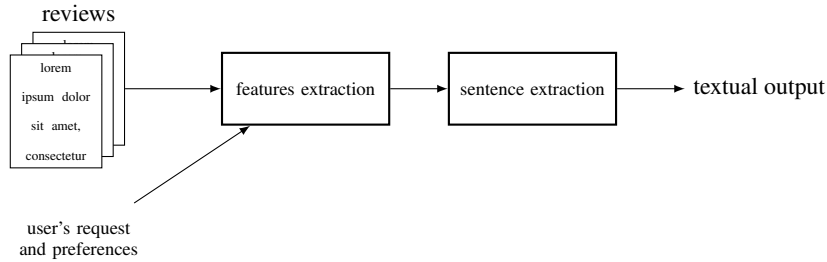 reviews
lorem
ipsum dolor
sit amet,
consectetur
features extraction
sentence extraction
textual output
user's request
and preferences